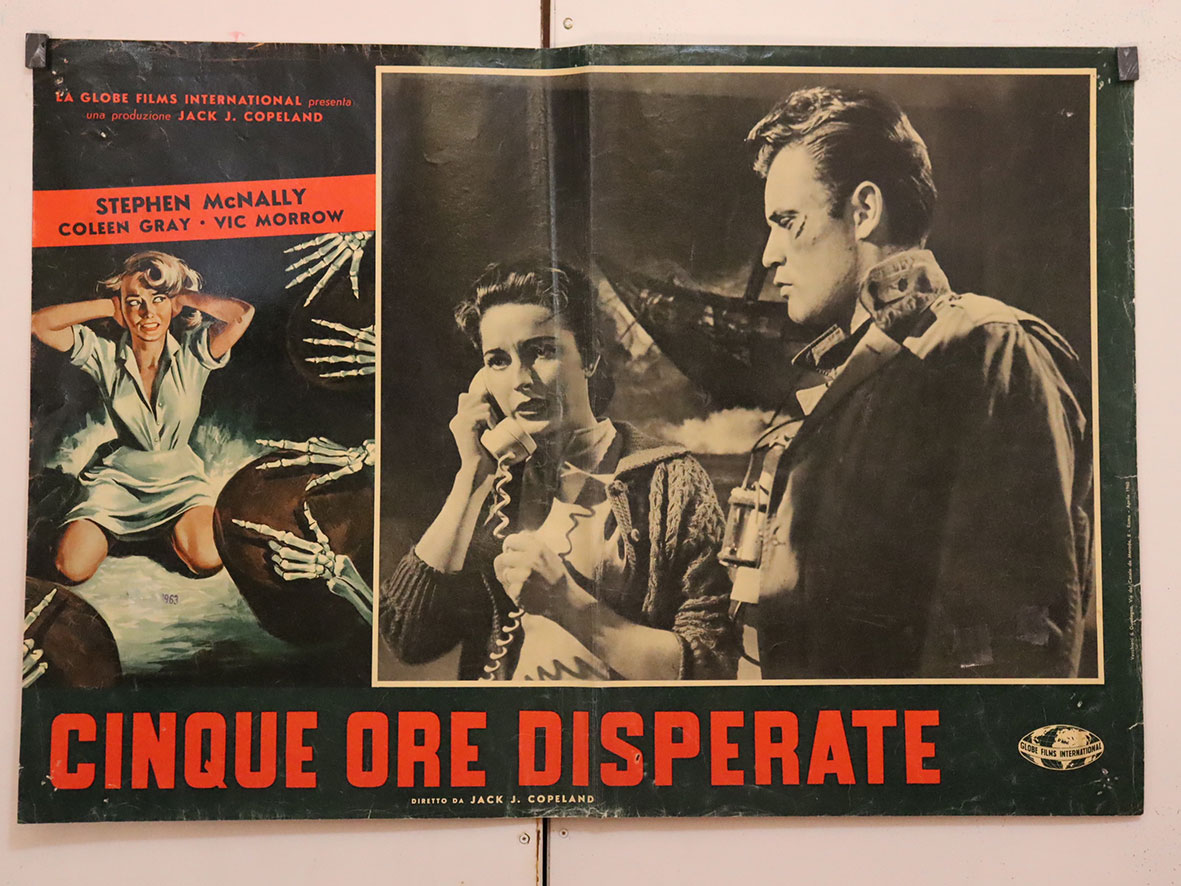 LA GLOBE FILMS INTERNATIONAL presenta
una produzione JACK J. COPELAND
STEPHEN McNALLY
COLEEN GRAY • VIC MORROW
1963
CINQUE ORE DISPERATE
DIRETTO DA JACK J. COPELAND
GLOBE FILMS INTERNATIONAL